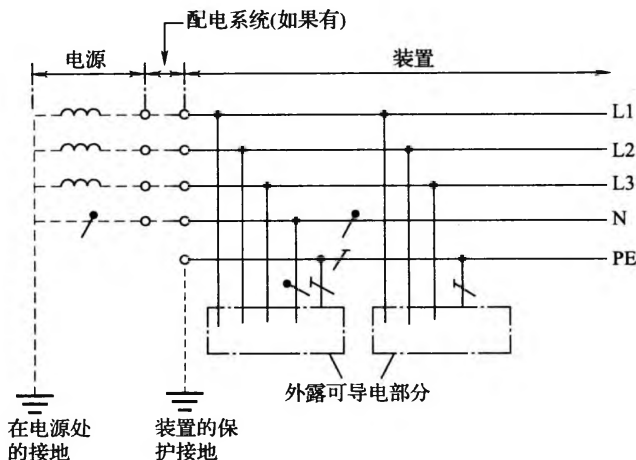 配电系统(如果有)
电源
装置
L1
L2
L3
N
PE
外露可导电部分
在电源处
的接地
装置的保
护接地